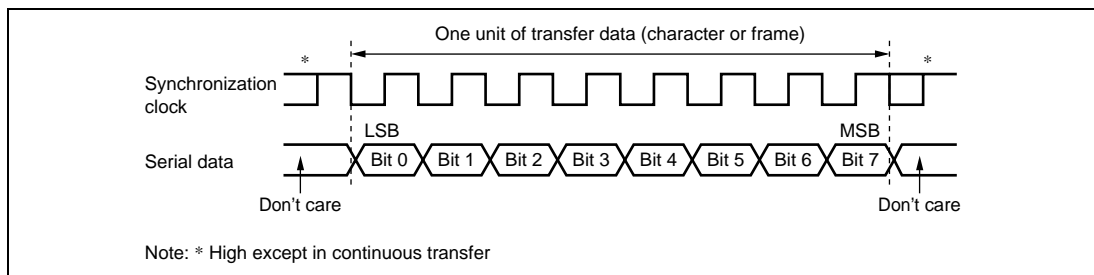 One unit of transfer data (character or frame)
* *
Synchronization
clock
LSB MSB
Serial data Bit 0 Bit 1 Bit 2 Bit 3 Bit 4 Bit 5 Bit 6 Bit 7
Don't care Don't care
Note: * High except in continuous transfer